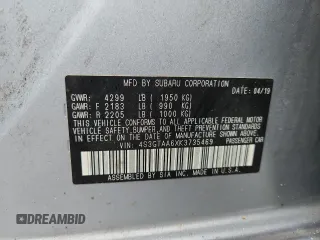 MFD BY SUBARU CORPORATION
DATE: 04/19
GVWR: 4299 LB ( 1950 KG)
GAWR: F 2183 LB ( 990 KG)
GAWR: R 2205 LB ( 1000 KG)
THIS VEHICLE CONFORMS TO ALL APPLICABLE FEDERAL MOTOR
VEHICLE SAFETY, BUMPER, AND THEFT PREVENTION STANDARDS
IN EFFECT ON THE DATE OF MANUFACTURE SHOWN ABOVE.
VIN: 4S3GTAA6XK3735469 PASSENGER CAR
ASSEMBLED BY SIA INC. MADE IN U.S.A.